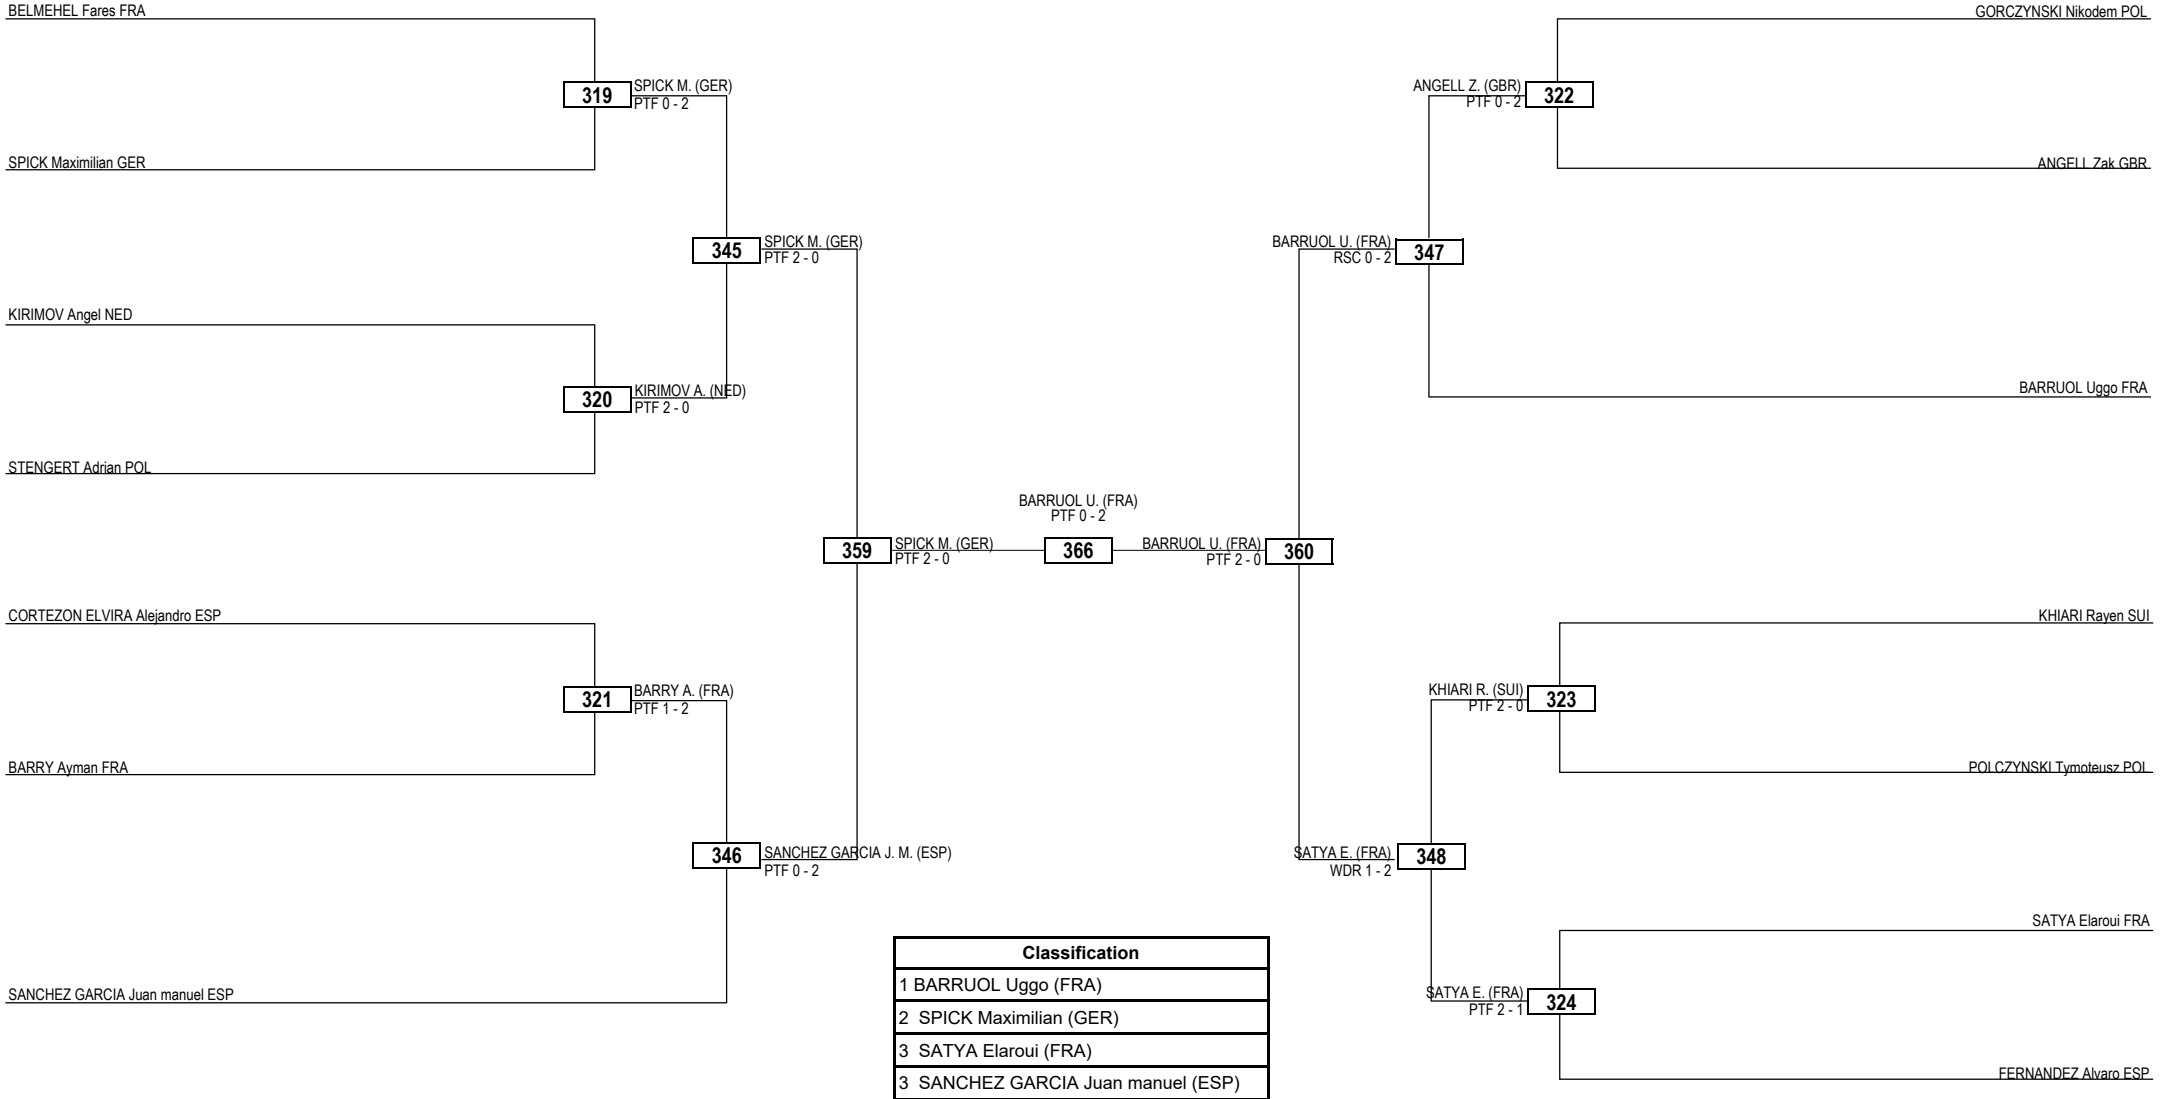 BELMEHEL Fares FRA
GORCZYNSKI Nikodem POL
319
SPICK M. (GER)
PTF 0 - 2
ANGELL Z. (GBR)
PTF 0 - 2
322
SPICK Maximilian GER
ANGELL Zak GBR
345
SPICK M. (GER)
PTF 2 - 0
BARRUOL U. (FRA)
RSC 0 - 2
347
KIRIMOV Angel NED
320
KIRIMOV A. (NED)
PTF 2 - 0
BARRUOL Uggo FRA
STENGERT Adrian POL
BARRUOL U. (FRA)
PTF 0 - 2
359
SPICK M. (GER)
PTF 2 - 0
366
BARRUOL U. (FRA)
PTF 2 - 0
360
CORTEZON ELVIRA Alejandro ESP
KHIARI Rayen SUI
321
BARRY A. (FRA)
PTF 1 - 2
KHIARI R. (SUI)
PTF 2 - 0
323
BARRY Ayman FRA
POLCZYNSKI Tymoteusz POL
346
SANCHEZ GARCIA J. M. (ESP)
PTF 0 - 2
SATYA E. (FRA)
WDR 1 - 2
348
SATYA Elaroui FRA
SANCHEZ GARCIA Juan manuel ESP
SATYA E. (FRA)
PTF 2 - 1
324
FERNANDEZ Alvaro ESP
Classification
1 BARRUOL Uggo (FRA)
2 SPICK Maximilian (GER)
3 SATYA Elaroui (FRA)
3 SANCHEZ GARCIA Juan manuel (ESP)